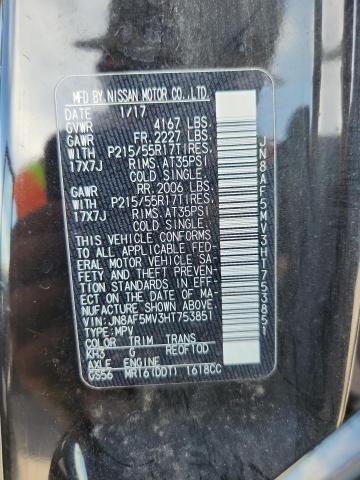 MFD BY NISSAN MOTOR CO.,LTD.
DATE 1/17
GVWR 4167 LBS
GAWR FR. 2227 LBS
WITH P215/55R17TIRES,
17X7J RIMS, AT35PSI
COLD SINGLE.
GAWR RR. 2006 LBS.
WITH P215/55R17TIRES,
17X7J RIMS, AT35PSI
COLD SINGLE.
THIS VEHICLE CONFORMS
TO ALL APPLICABLE FED-
ERAL MOTOR VEHICLE SA-
FETY AND THEFT PREVENTION
STANDARDS IN EFF-
ECT ON THE DATE OF MA-
NUFACTURE SHOWN ABOVE.
VIN: JN8AF5MV3HT753851
TYPE: MPV
COLOR TRIM TRANS
KH3 G RE0F10D
AXLE ENGINE
GS56 MR16(DDT) 1618CC
JN8AF5MV3HT753851